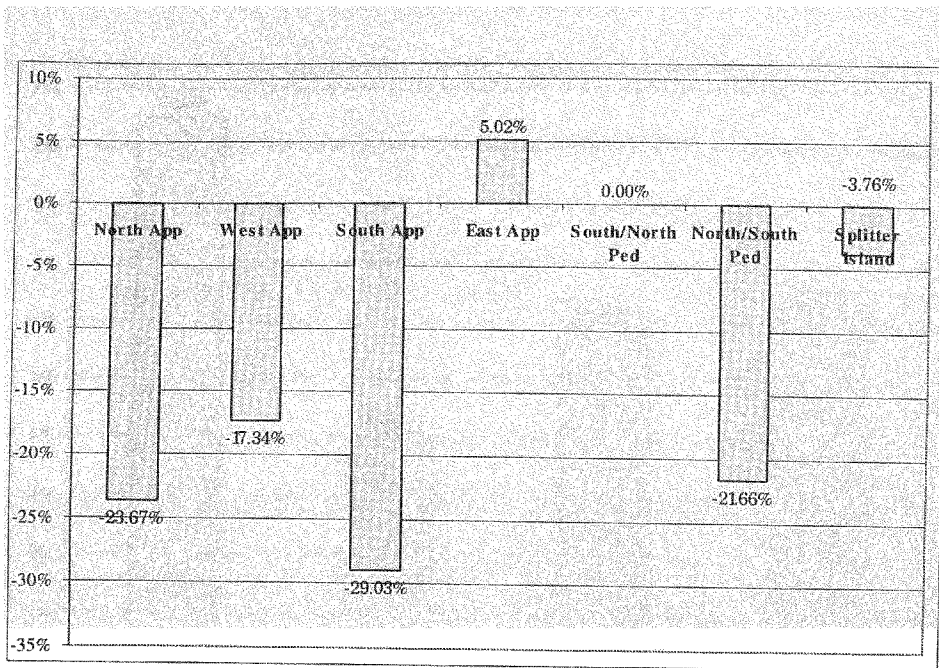 10%
5%
0%
-5%
-10%
-15%
-20%
-25%
-30%
-35%
5.02%
0.00%
-3.76%
North App
West App
South App
East App
South/North
Ped
North/South
Ped
Splitter
Island
-17.34%
-23.67%
-21.66%
-29.03%